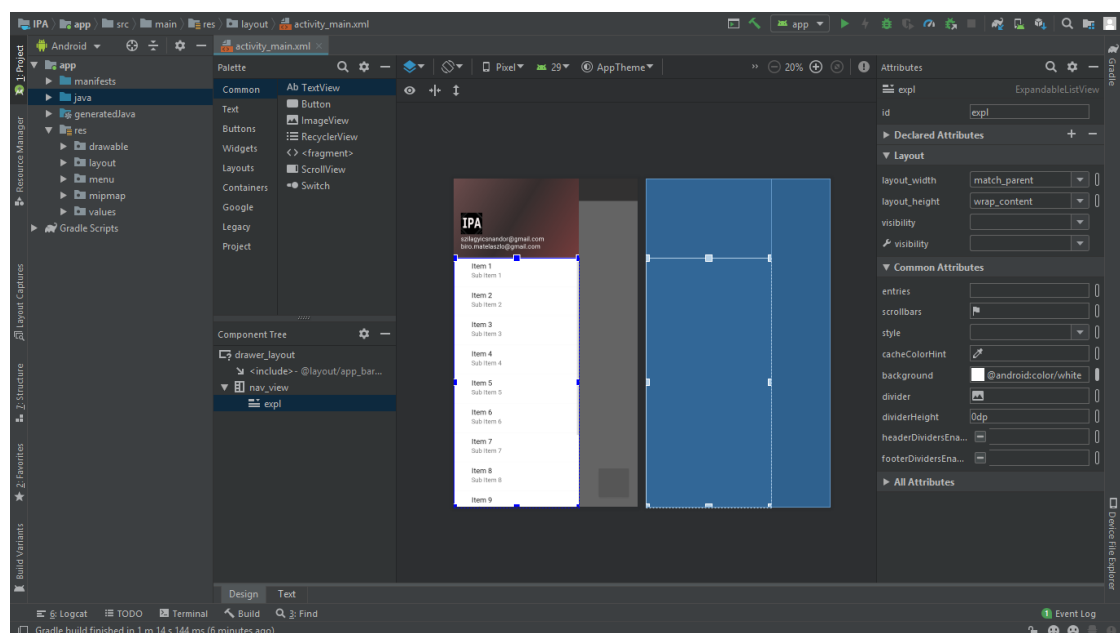 IPA app src main res layout activity_main.xml
app
Android
activity_main.xml
1: Project
Resource Manager
Layout Captures
7: Structure
2: Favorites
Build Variants
app
manifests
java
generatedJava
res
drawable
layout
menu
mipmap
values
Gradle Scripts
Palette
Common
Text
Buttons
Widgets
Layouts
Containers
Google
Legacy
Project
Ab TextView
Button
ImageView
RecyclerView
<> <fragment>
ScrollView
Switch
Component Tree
drawer_layout
<include> - @layout/app_bar...
nav_view
expl
Pixel 29 AppTheme
» 20%
IPA
szilagyicsnandor@gmail.com
biro.matelaszlo@gmail.com
Item 1
Sub Item 1
Item 2
Sub Item 2
Item 3
Sub Item 3
Item 4
Sub Item 4
Item 5
Sub Item 5
Item 6
Sub Item 6
Item 7
Sub Item 7
Item 8
Sub Item 8
Item 9
Design Text
Attributes
expl ExpandableListView
id expl
Declared Attributes
Layout
layout_width match_parent
layout_height wrap_content
visibility
visibility
Common Attributes
entries
scrollbars
style
cacheColorHint
background @android:color/white
divider
dividerHeight 0dp
headerDividersEna...
footerDividersEna...
All Attributes
Gradle
Device File Explorer
6: Logcat TODO Terminal Build 3: Find
1 Event Log
Gradle build finished in 1 m 14 s 144 ms (6 minutes ago)